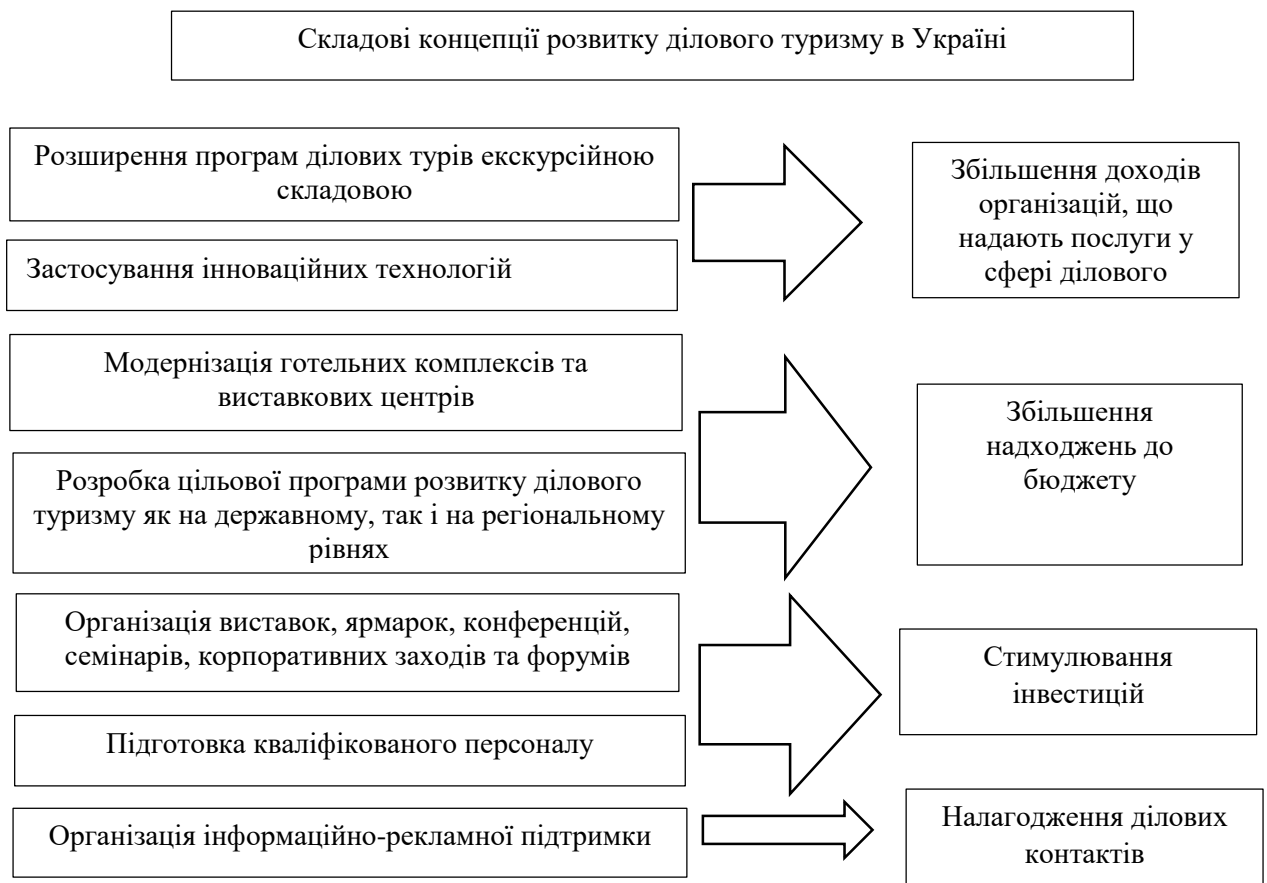 Складові концепції розвитку ділового туризму в Україні
Розширення програм ділових турів екскурсійною
складовою
Застосування інноваційних технологій
Збільшення доходів
організацій, що
надають послуги у
сфері ділового
Модернізація готельних комплексів та
виставкових центрів
Розробка цільової програми розвитку ділового
туризму як на державному, так і на регіональному
рівнях
Збільшення
надходжень до
бюджету
Організація виставок, ярмарок, конференцій,
семінарів, корпоративних заходів та форумів
Підготовка кваліфікованого персоналу
Стимулювання
інвестицій
Організація інформаційно-рекламної підтримки
Налагодження ділових
контактів